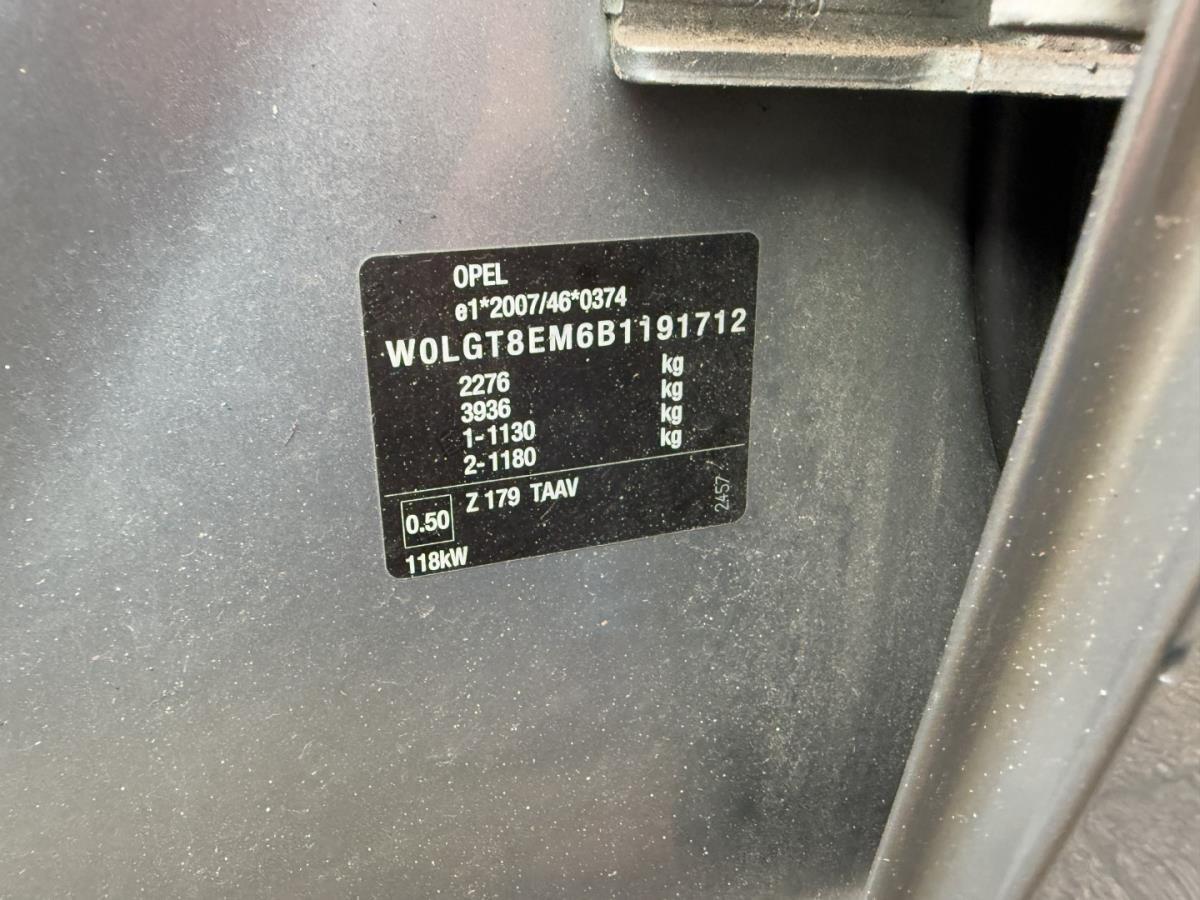 OPEL
e1*2007/46*0374
W0LGT8EM6B1191712
2276 kg
3936 kg
1-1130 kg
2-1180 kg
Z 179 TAAV
0.50
2457
118kW